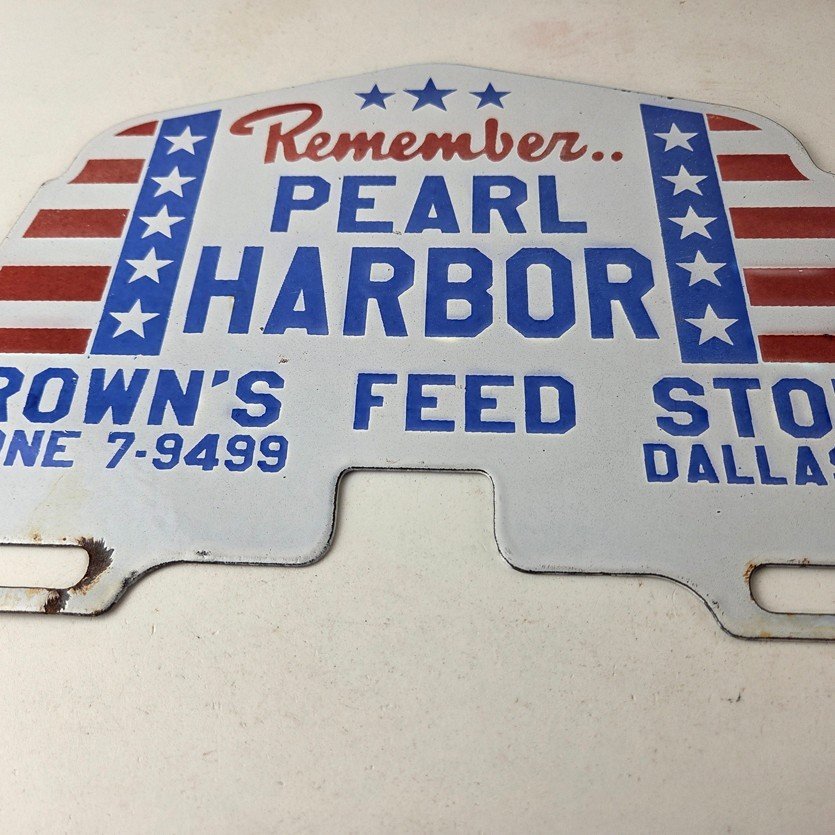 Remember..
PEARL
HARBOR
ROWN'S FEED STO
ONE 7-9499 DALLAS